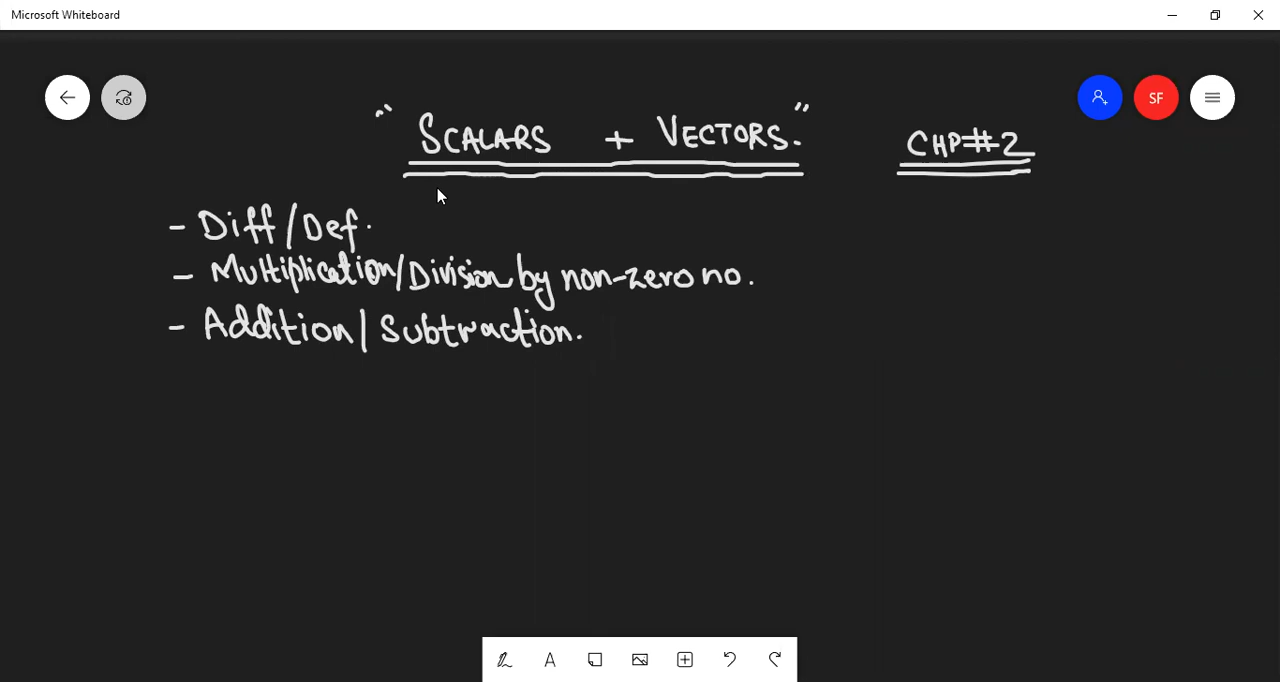 Microsoft Whiteboard
SF
"SCALARS + VECTORS." CHP#2
- Diff/Def.
- Multiplication/Division by non-zero no.
- Addition/Subtraction.
A